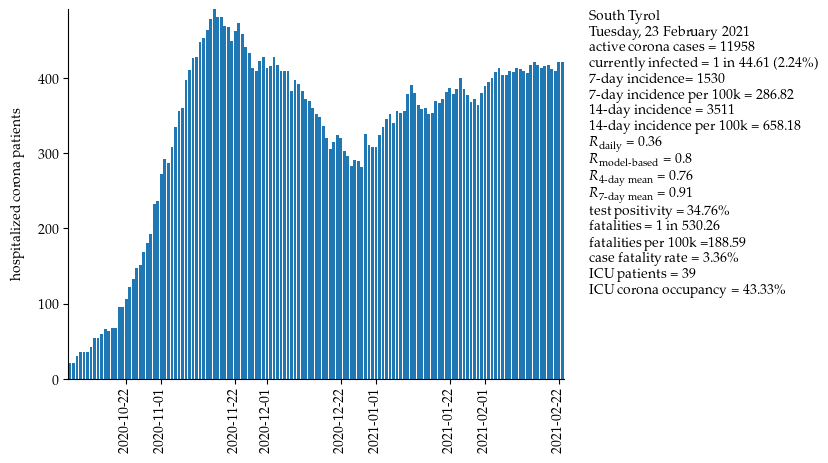 South Tyrol
Tuesday, 23 February 2021
active corona cases = 11958
currently infected = 1 in 44.61 (2.24%)
7-day incidence= 1530
7-day incidence per 100k = 286.82
14-day incidence = 3511
14-day incidence per 100k = 658.18
R daily = 0.36
R model-based = 0.8
R 4-day mean = 0.76
R 7-day mean = 0.91
test positivity = 34.76%
fatalities = 1 in 530.26
fatalities per 100k =188.59
case fatality rate = 3.36%
ICU patients = 39
ICU corona occupancy = 43.33%
hospitalized corona patients
400
300
200
100
0
2020-10-22
2020-11-01
2020-11-22
2020-12-01
2020-12-22
2021-01-01
2021-01-22
2021-02-01
2021-02-22